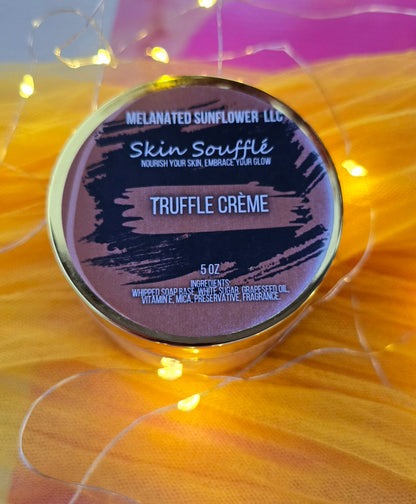 MELANATED SUNFLOWER LLC
Skin Soufflé
NOURISH YOUR SKIN, EMBRACE YOUR GLOW
TRUFFLE CRÈME
5 OZ
INGREDIENTS
WHIPPED SOAP BASE, WHITE SUGAR, GRAPESEED OIL,
VITAMIN E, MICA, PRESERVATIVE, FRAGRANCE.